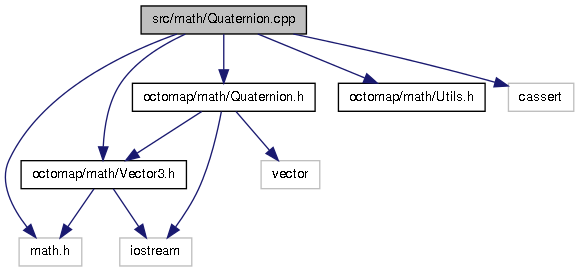 src/math/Quaternion.cpp
octomap/math/Quaternion.h
octomap/math/Utils.h
cassert
octomap/math/Vector3.h
vector
math.h
iostream